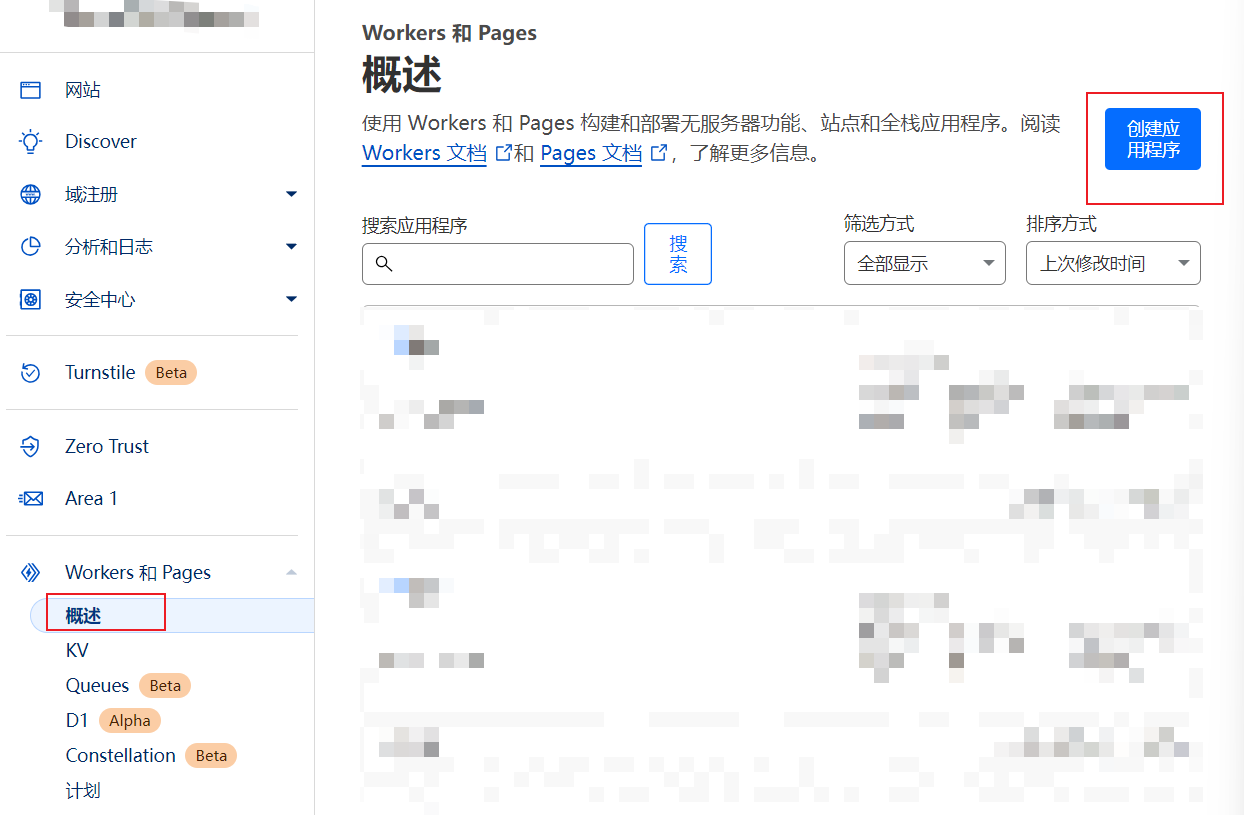 网站
Discover
域注册
分析和日志
安全中心
Turnstile Beta
Zero Trust
Area 1
Workers 和 Pages
概述
KV
Queues Beta
D1 Alpha
Constellation Beta
计划
Workers 和 Pages
概述
使用 Workers 和 Pages 构建和部署无服务器功能、站点和全栈应用程序。阅读
Workers 文档 和 Pages 文档 ，了解更多信息。
创建应
用程序
搜索应用程序
搜
索
筛选方式
全部显示
排序方式
上次修改时间